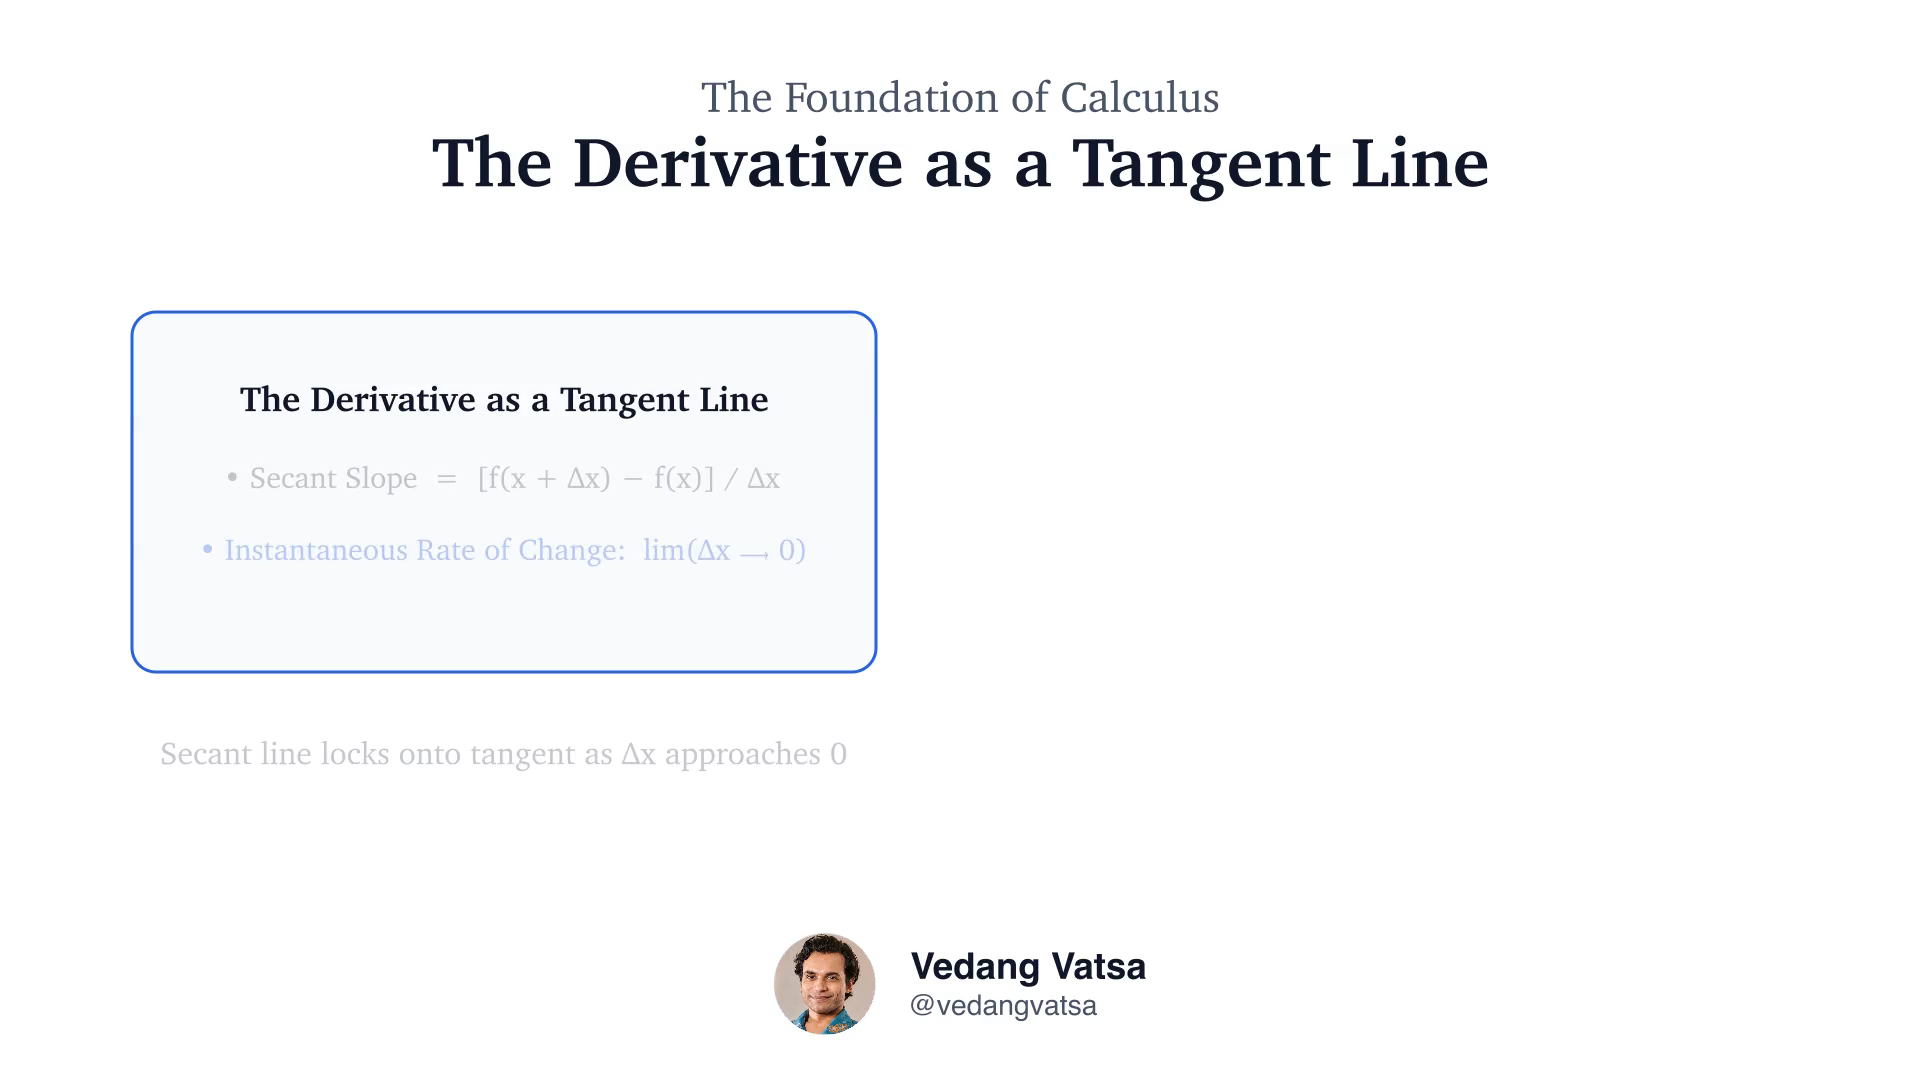 The Foundation of Calculus
The Derivative as a Tangent Line
The Derivative as a Tangent Line
• Secant Slope = [f(x + Δx) − f(x)] / Δx
• Instantaneous Rate of Change: lim(Δx ⟶ 0)
Secant line locks onto tangent as Δx approaches 0
Vedang Vatsa
@vedangvatsa